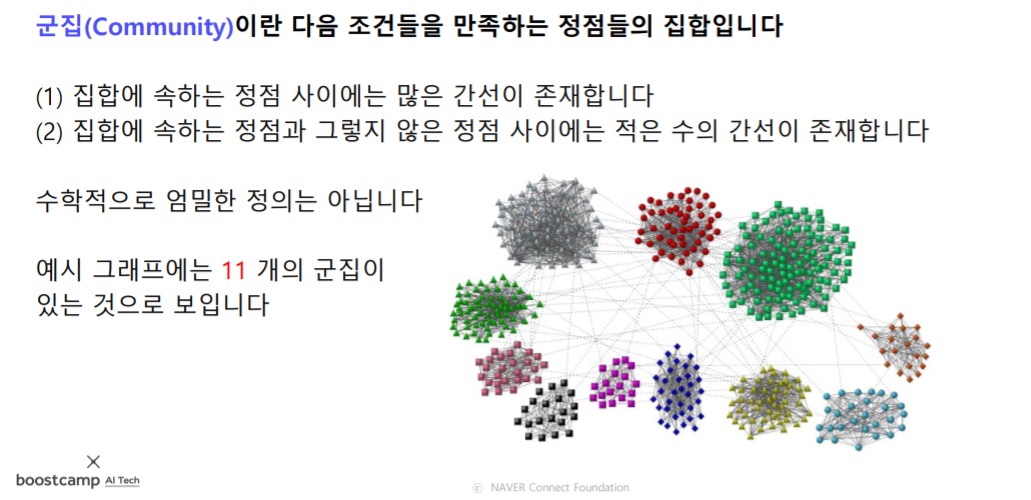 군집(Community)이란 다음 조건들을 만족하는 정점들의 집합입니다
(1) 집합에 속하는 정점 사이에는 많은 간선이 존재합니다
(2) 집합에 속하는 정점과 그렇지 않은 정점 사이에는 적은 수의 간선이 존재합니다
수학적으로 엄밀한 정의는 아닙니다
예시 그래프에는 11 개의 군집이
있는 것으로 보입니다
boostcamp AI Tech
ⓒ NAVER Connect Foundation